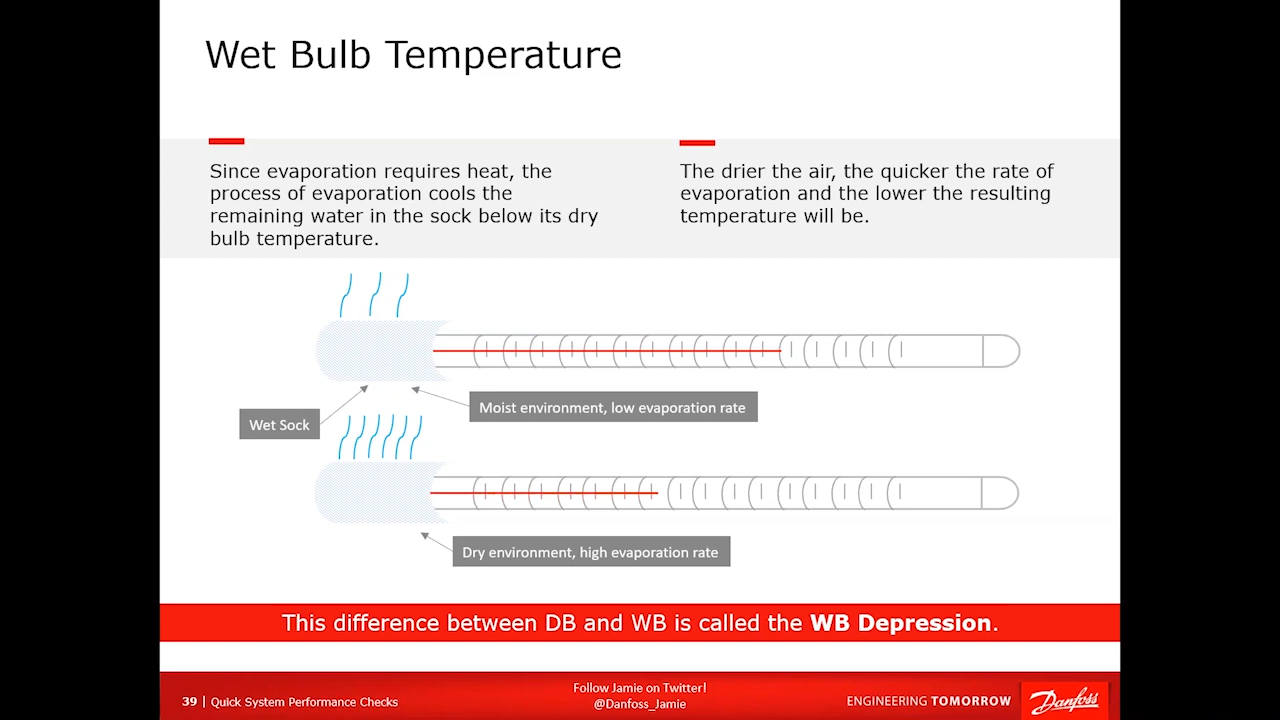 Wet Bulb Temperature
Since evaporation requires heat, the
process of evaporation cools the
remaining water in the sock below its dry
bulb temperature.
The drier the air, the quicker the rate of
evaporation and the lower the resulting
temperature will be.
Moist environment, low evaporation rate
Wet Sock
Dry environment, high evaporation rate
This difference between DB and WB is called the WB Depression.
39 | Quick System Performance Checks
Follow Jamie on Twitter!
@Danfoss_Jamie
ENGINEERING TOMORROW
Danfoss